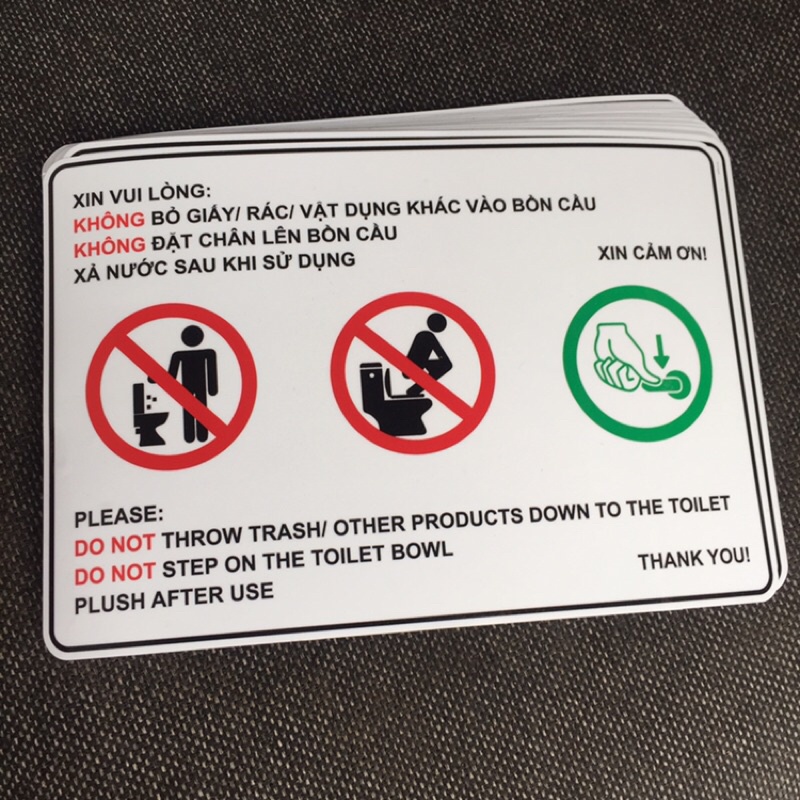 XIN VUI LÒNG:
KHÔNG BỎ GIẤY/ RÁC/ VẬT DỤNG KHÁC VÀO BỒN CẦU
KHÔNG ĐẶT CHÂN LÊN BỒN CẦU
XẢ NƯỚC SAU KHI SỬ DỤNG
XIN CẢM ƠN!
PLEASE:
DO NOT THROW TRASH/ OTHER PRODUCTS DOWN TO THE TOILET
DO NOT STEP ON THE TOILET BOWL
PLUSH AFTER USE
THANK YOU!